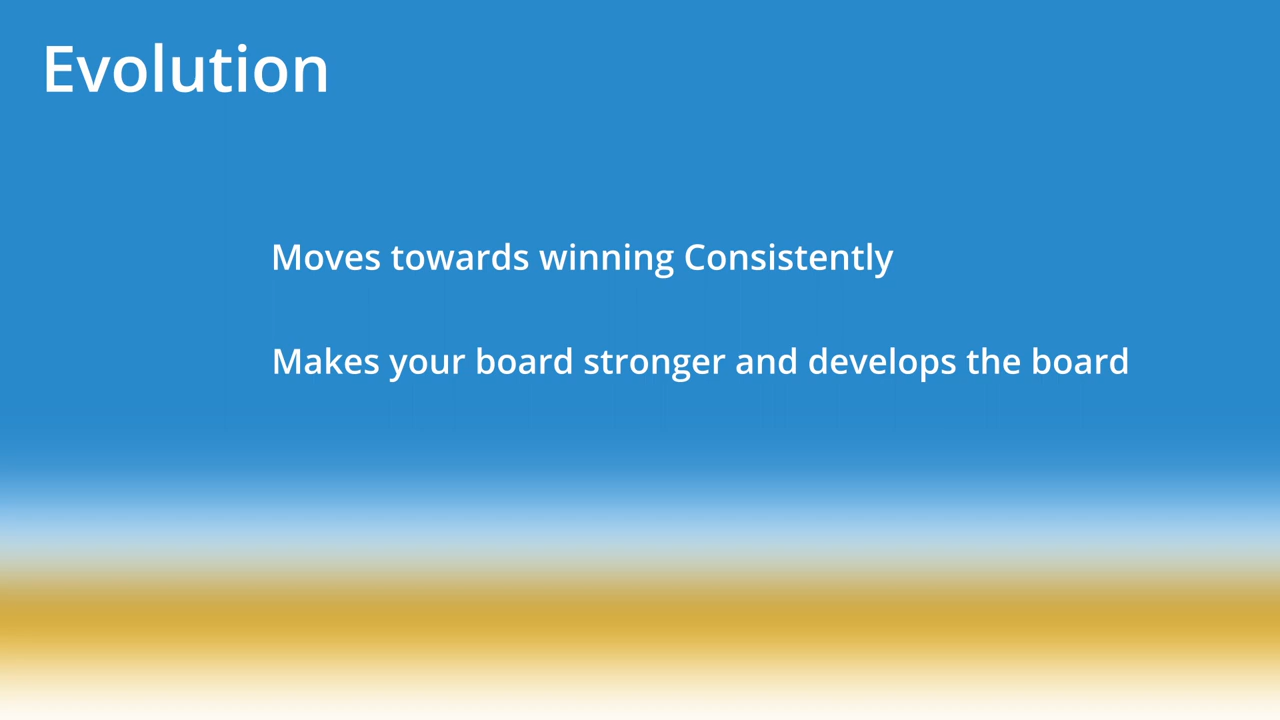 Evolution
Moves towards winning Consistently
Makes your board stronger and develops the board